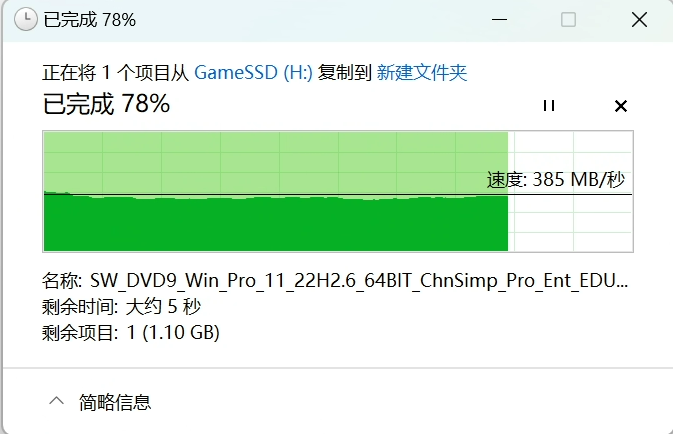 已完成 78%
正在将 1 个项目从 GameSSD (H:) 复制到 新建文件夹
已完成 78%
速度: 385 MB/秒
名称: SW_DVD9_Win_Pro_11_22H2.6_64BIT_ChnSimp_Pro_Ent_EDU...
剩余时间: 大约 5 秒
剩余项目: 1 (1.10 GB)
简略信息